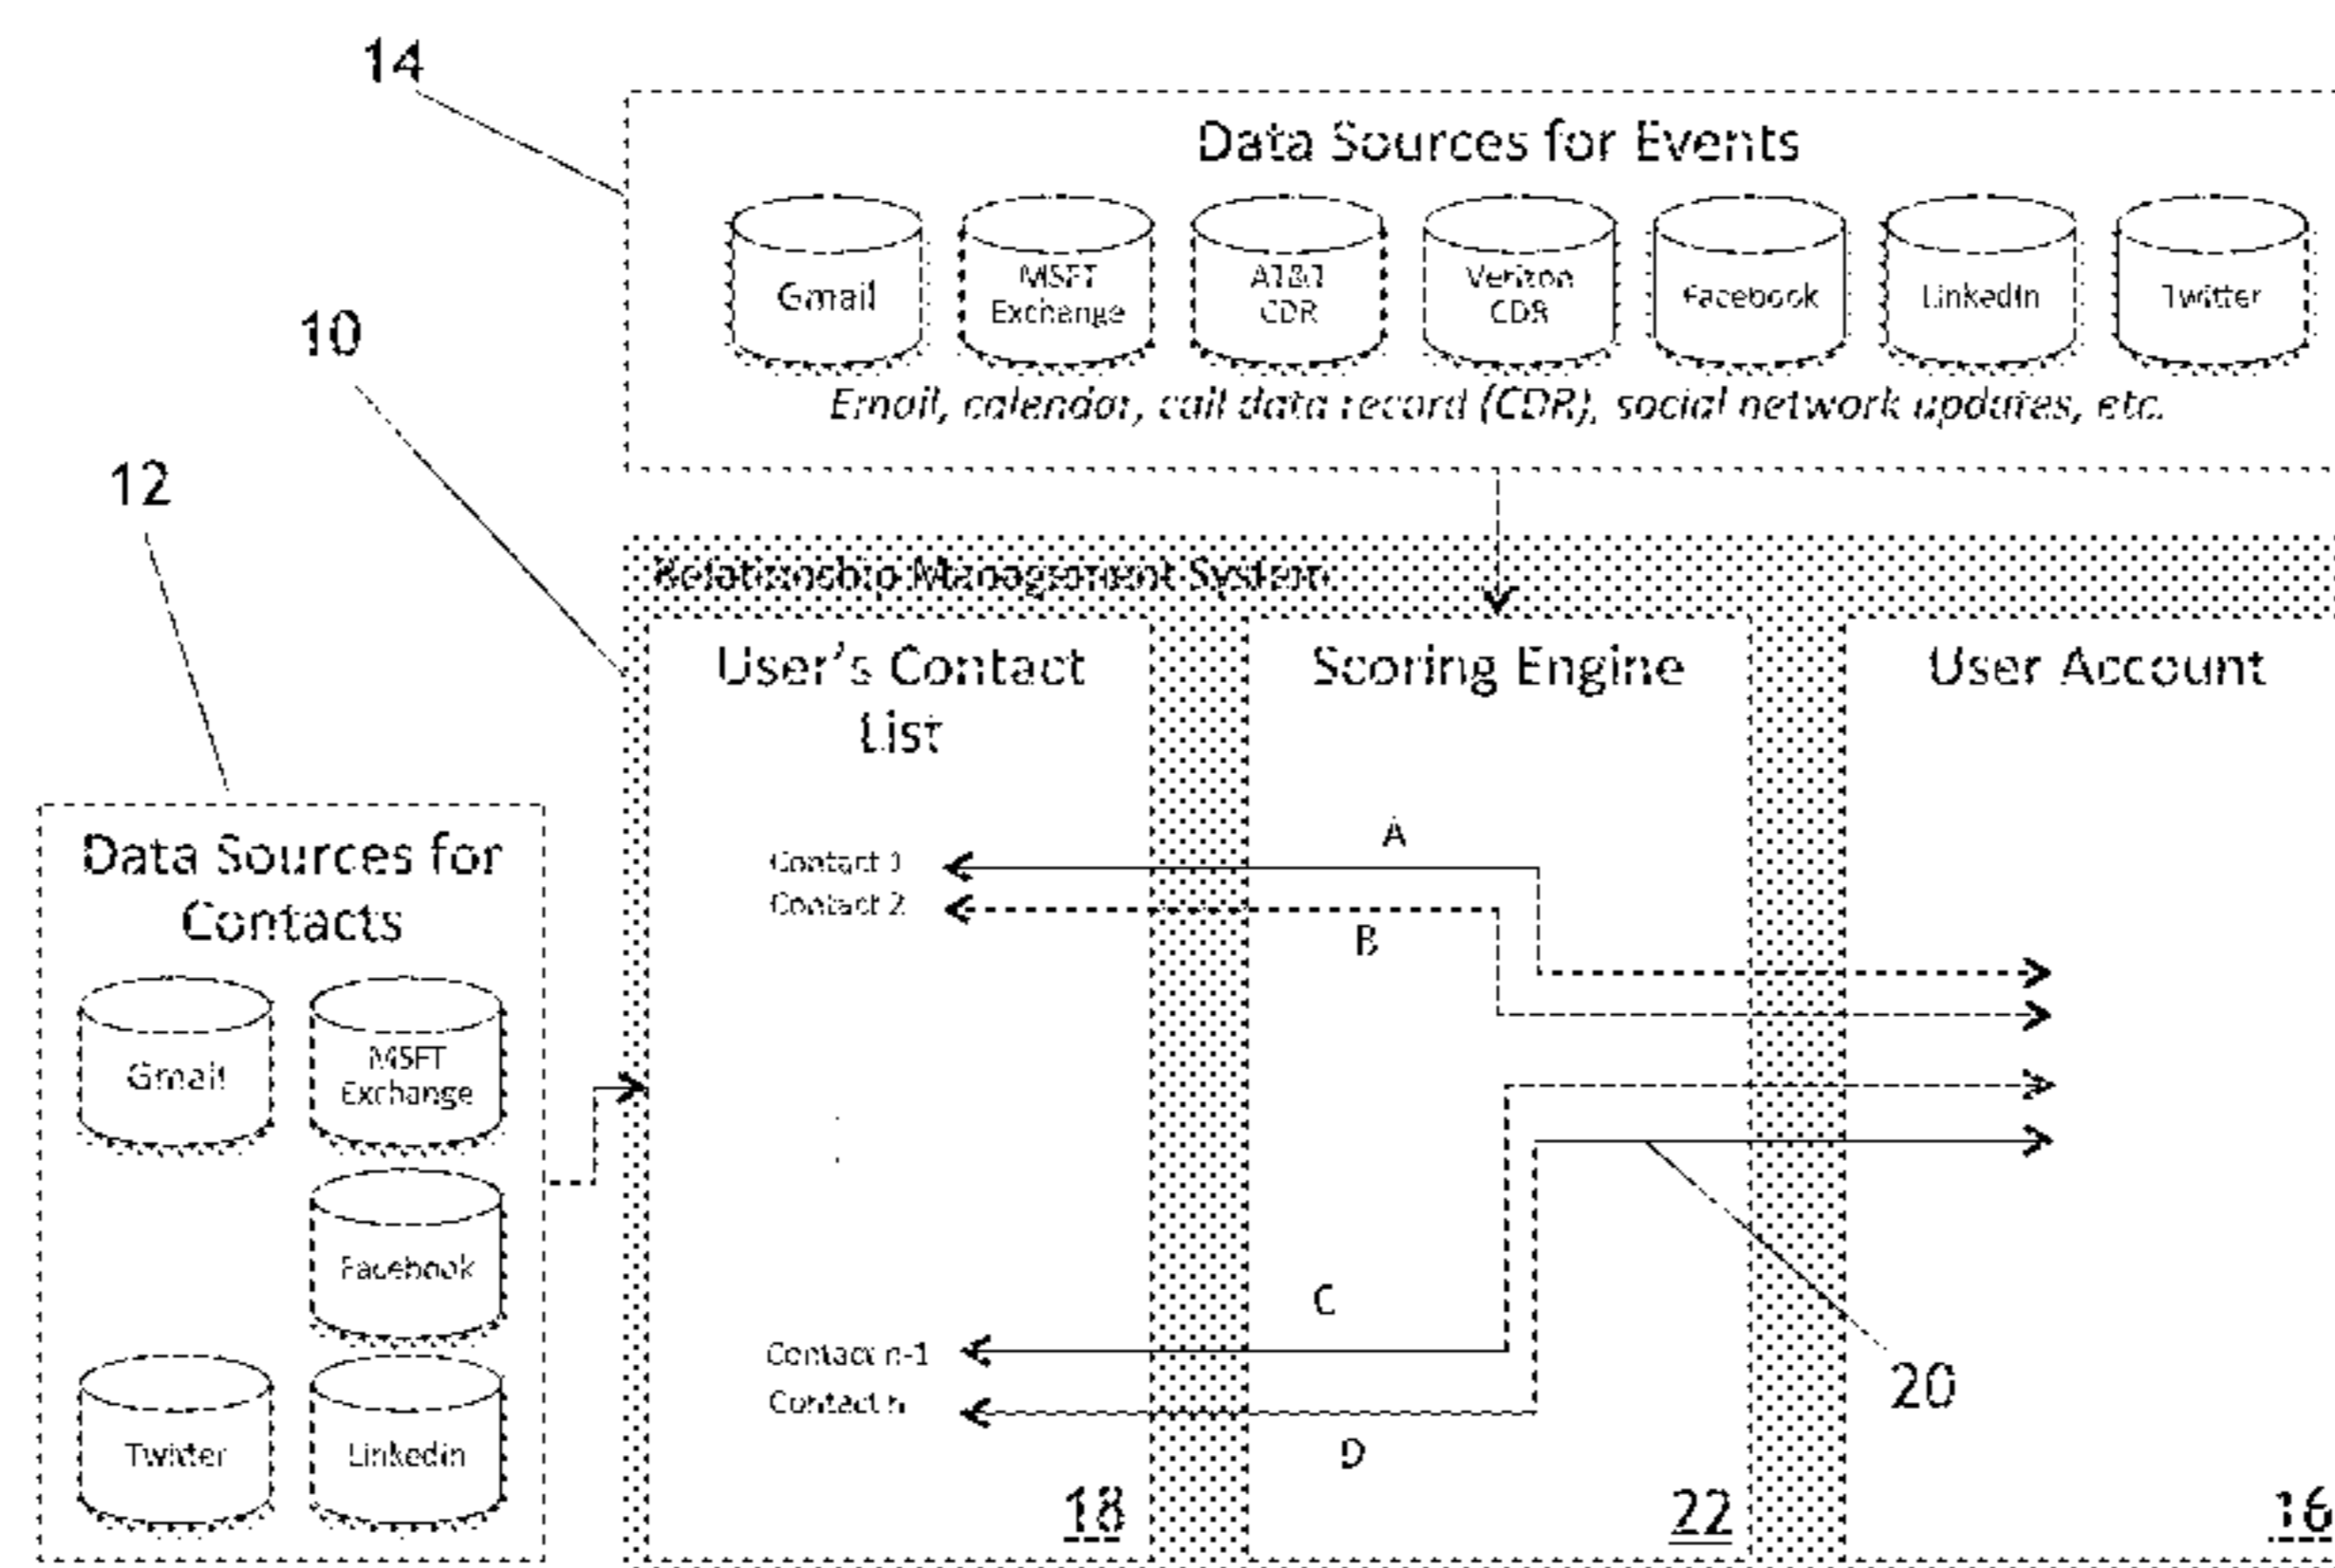 14
Data Sources for Events
Gmail
MSFT
Exchange
AT&T
CDR
Verizon
CDR
Facebook
LinkedIn
Twitter
Email, calendar, call data record (CDR), social network updates, etc.
10
12
Relationship Management System
User's Contact
List
Scoring Engine
User Account
Data Sources for
Contacts
Gmail
MSFT
Exchange
Facebook
Twitter
Linkedin
Contact 1
Contact 2
A
B
C
Contact n-1
Contact n
D
20
18
22
16